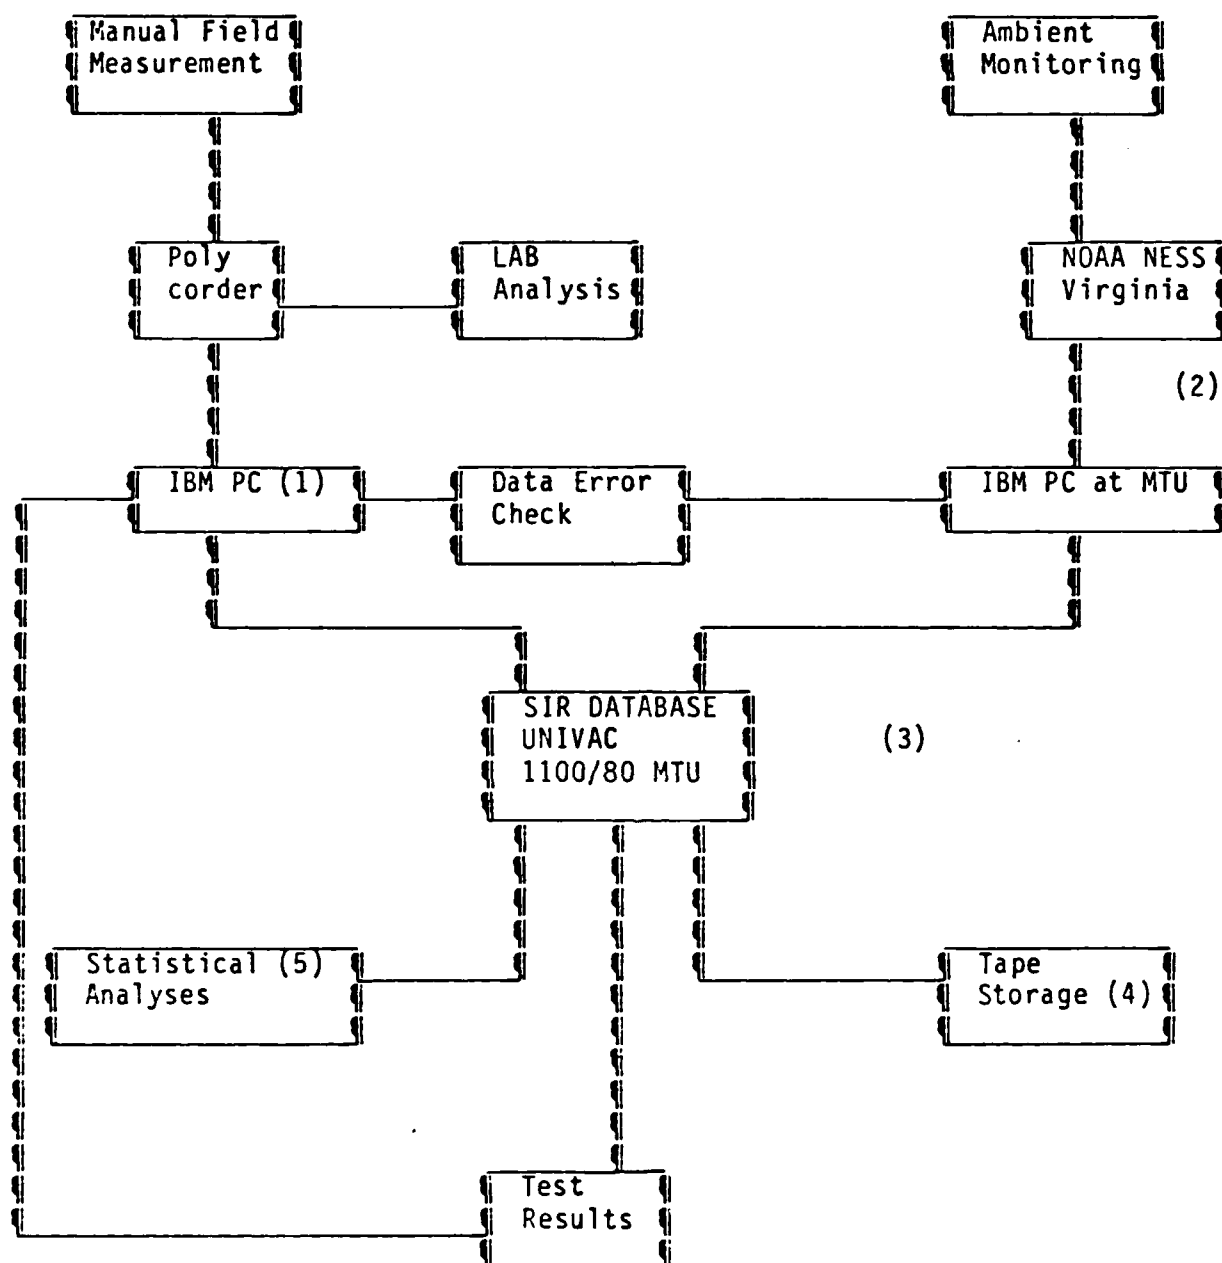 Manual Field
Measurement
Ambient
Monitoring
Poly
corder
LAB
Analysis
NOAA NESS
Virginia
(2)
IBM PC (1)
Data Error
Check
IBM PC at MTU
SIR DATABASE
UNIVAC
1100/80 MTU
(3)
Statistical (5)
Analyses
Tape
Storage (4)
Test
Results